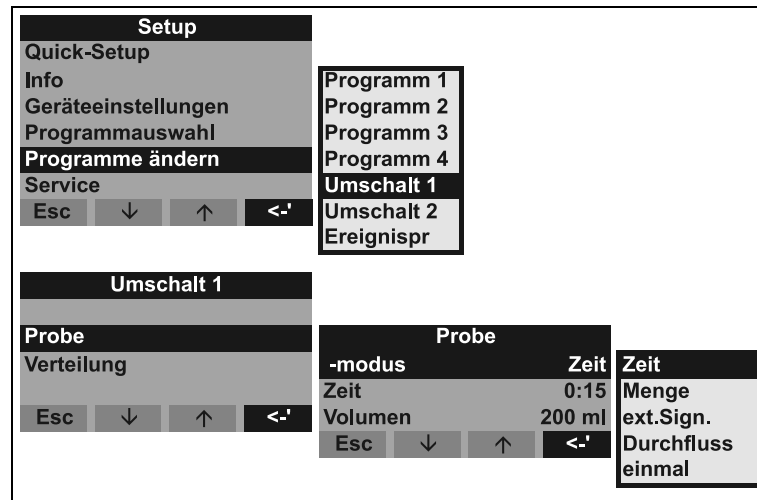 Setup
Quick-Setup
Info
Geräteeinstellungen
Programmauswahl
Programme ändern
Service
Esc ↓ ↑ <-'
Programm 1
Programm 2
Programm 3
Programm 4
Umschalt 1
Umschalt 2
Ereignispr
Umschalt 1
Probe
Verteilung
Esc ↓ ↑ <-'
Probe
-modus Zeit
Zeit 0:15
Volumen 200 ml
Esc ↓ ↑ <-'
Zeit
Menge
ext.Sign.
Durchfluss
einmal